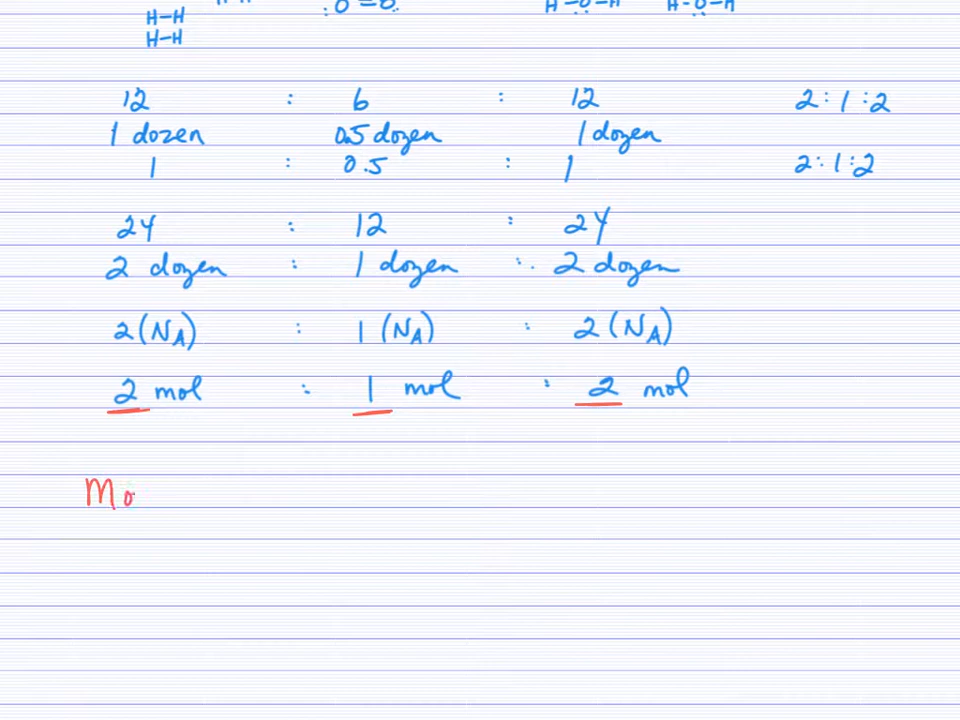 :O=O: H-O-H H-O-H
H-H
H-H
12 : 6 : 12 2:1:2
1 dozen 0.5 dozen 1 dozen
1 : 0.5 : 1 2:1:2
24 : 12 : 24
2 dozen : 1 dozen : 2 dozen
2(NA) : 1(NA) : 2(NA)
2 mol : 1 mol : 2 mol
Mo